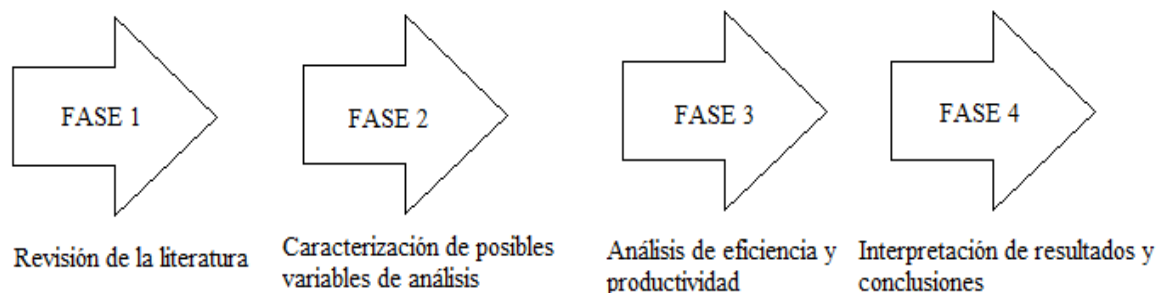 FASE 1
FASE 2
FASE 3
FASE 4
Revisión de la literatura
Caracterización de posibles
variables de análisis
Análisis de eficiencia y
productividad
Interpretación de resultados y
conclusiones